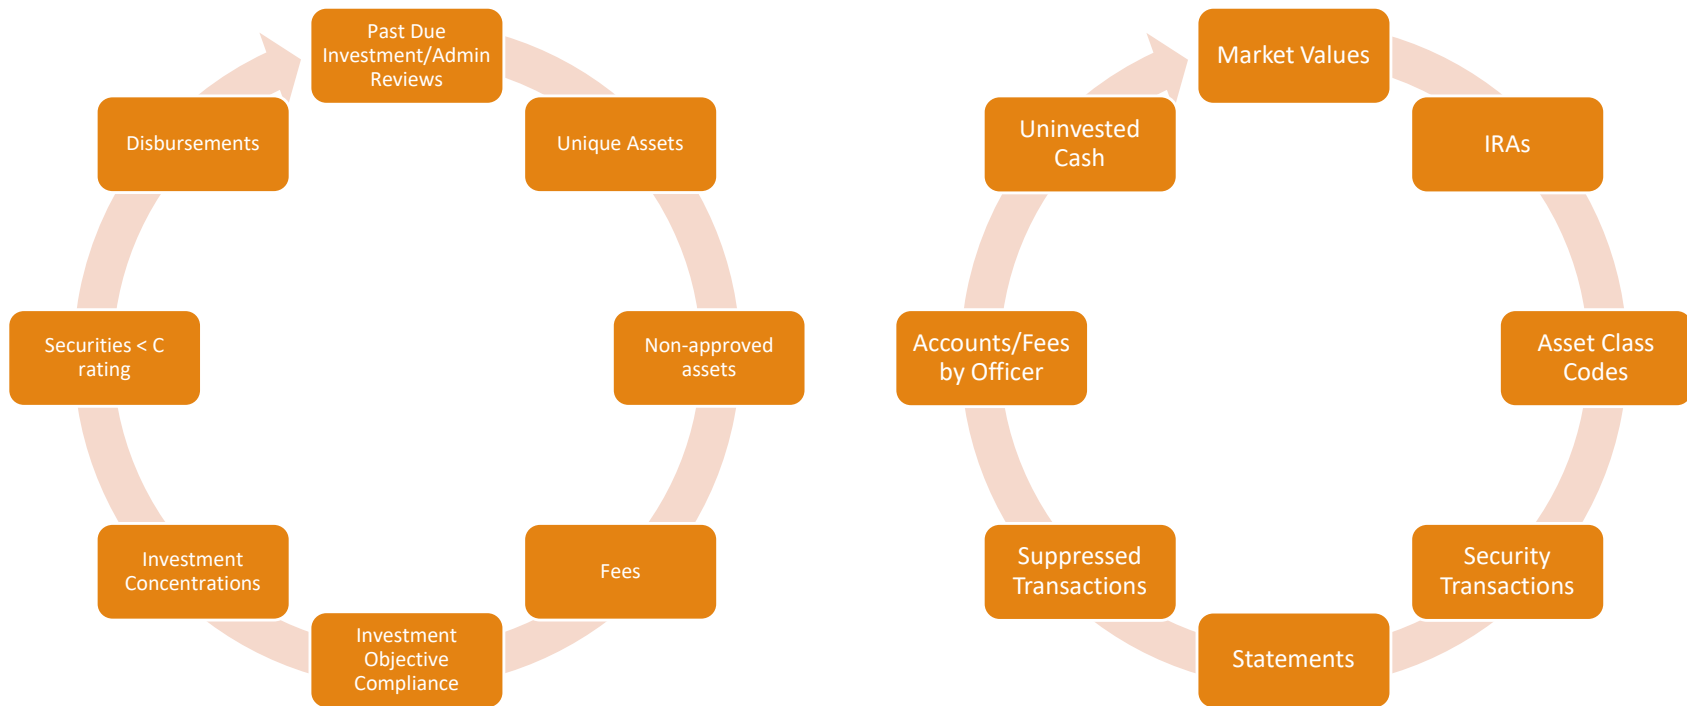 Past Due
Investment/Admin
Reviews
Unique Assets
Non-approved
assets
Fees
Investment
Objective
Compliance
Investment
Concentrations
Securities < C
rating
Disbursements
Market Values
IRAs
Asset Class
Codes
Security
Transactions
Statements
Suppressed
Transactions
Accounts/Fees
by Officer
Uninvested
Cash